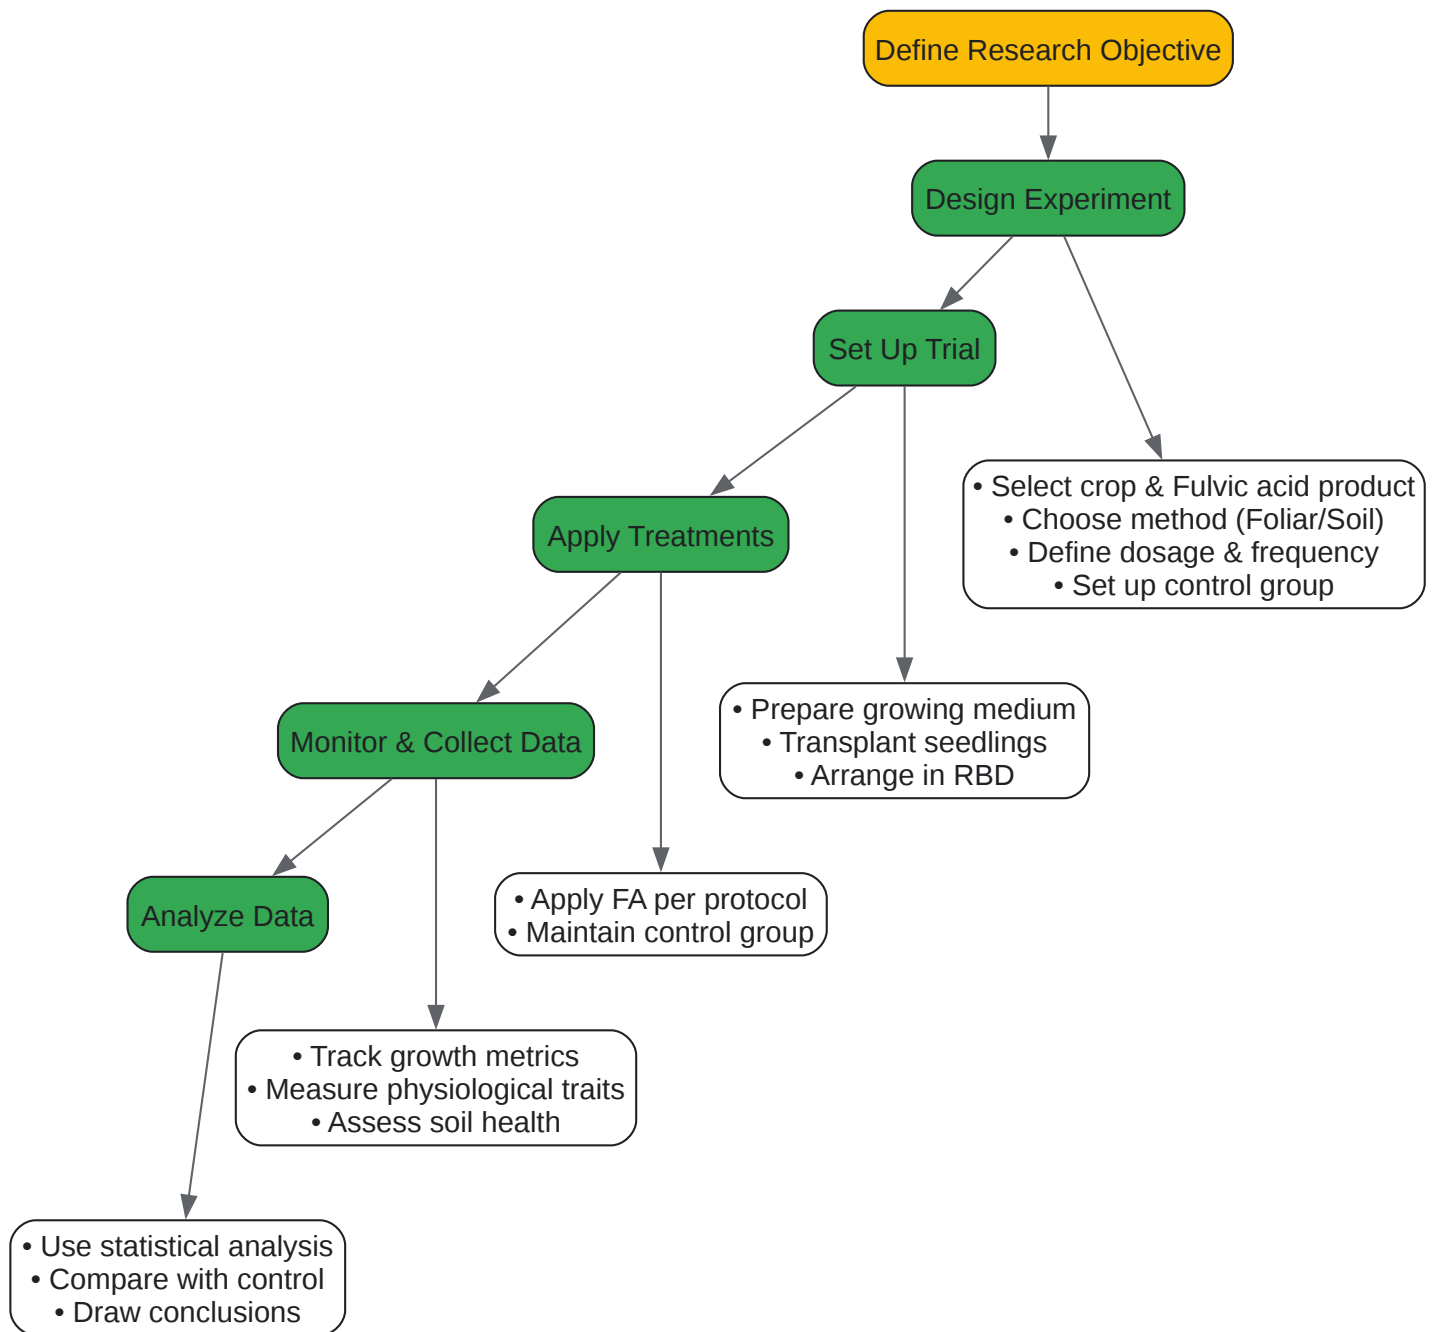 Define Research Objective
Design Experiment
Set Up Trial
• Select crop & Fulvic acid product
• Choose method (Foliar/Soil)
• Define dosage & frequency
• Set up control group
Apply Treatments
• Prepare growing medium
• Transplant seedlings
• Arrange in RBD
Monitor & Collect Data
• Apply FA per protocol
• Maintain control group
Analyze Data
• Track growth metrics
• Measure physiological traits
• Assess soil health
• Use statistical analysis
• Compare with control
• Draw conclusions